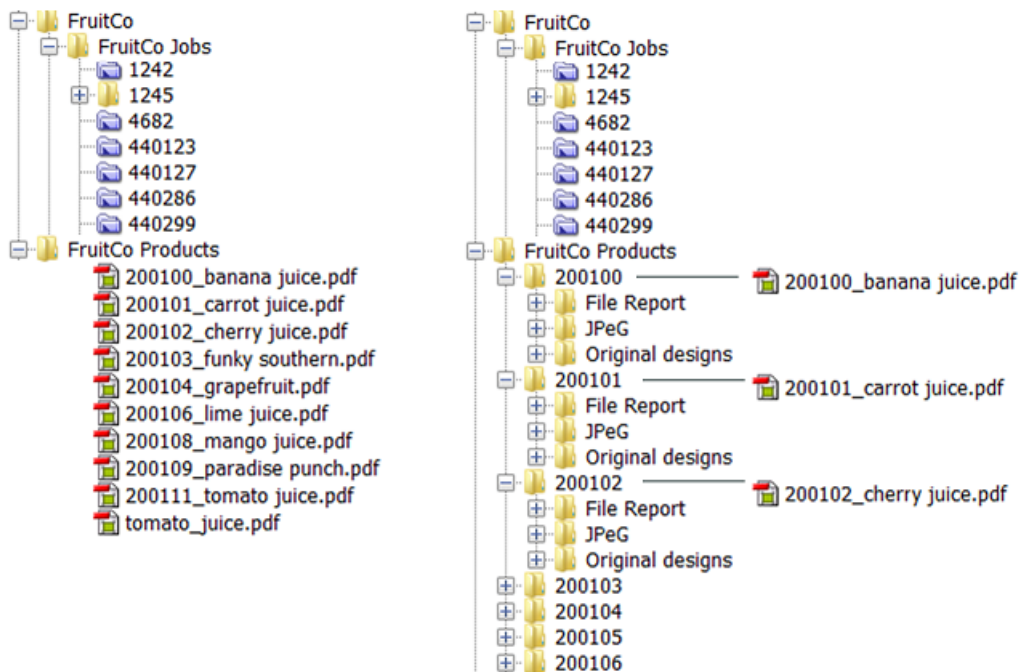 FruitCo
FruitCo Jobs
1242
1245
4682
440123
440127
440286
440299
FruitCo Products
200100_banana juice.pdf
200101_carrot juice.pdf
200102_cherry juice.pdf
200103_funky southern.pdf
200104_grapefruit.pdf
200106_lime juice.pdf
200108_mango juice.pdf
200109_paradise punch.pdf
200111_tomato juice.pdf
tomato_juice.pdf
FruitCo
FruitCo Jobs
1242
1245
4682
440123
440127
440286
440299
FruitCo Products
200100 200100_banana juice.pdf
File Report
JPeG
Original designs
200101 200101_carrot juice.pdf
File Report
JPeG
Original designs
200102 200102_cherry juice.pdf
File Report
JPeG
Original designs
200103
200104
200105
200106